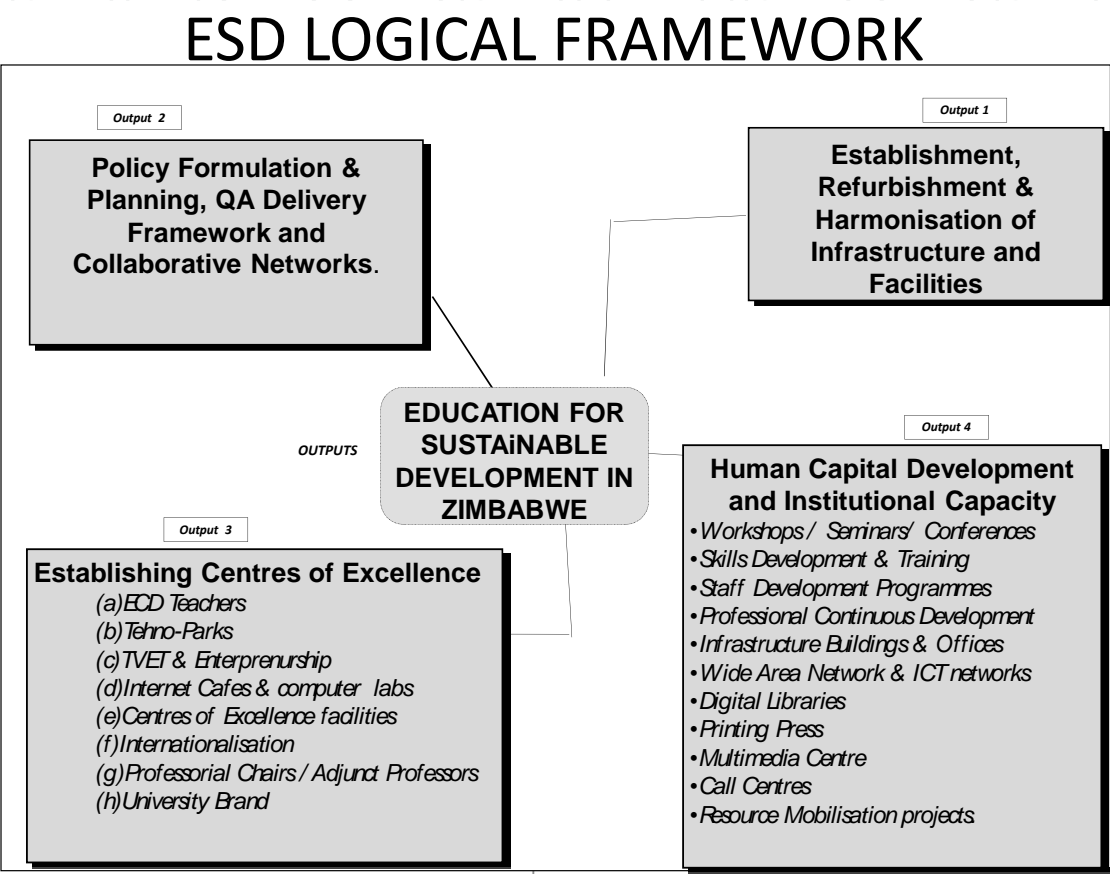 ESD LOGICAL FRAMEWORK
Output 2
Policy Formulation &
Planning, QA Delivery
Framework and
Collaborative Networks.
Output 1
Establishment,
Refurbishment &
Harmonisation of
Infrastructure and
Facilities
OUTPUTS
EDUCATION FOR
SUSTAiNABLE
DEVELOPMENT IN
ZIMBABWE
Output 3
Establishing Centres of Excellence
(a)ECD Teachers
(b)Tehno-Parks
(c)TVET & Enterprenurship
(d)Internet Cafes & computer labs
(e)Centres of Excellence facilities
(f)Internationalisation
(g)Professorial Chairs / Adjunct Professors
(h)University Brand
Output 4
Human Capital Development
and Institutional Capacity
•Workshops / Seminars/ Conferences
•Skills Development & Training
•Staff Development Programmes
•Professional Continuous Development
•Infrastructure Buildings & Offices
•Wide Area Network & ICT networks
•Digital Libraries
•Printing Press
•Multimedia Centre
•Call Centres
•Resource Mobilisation projects.